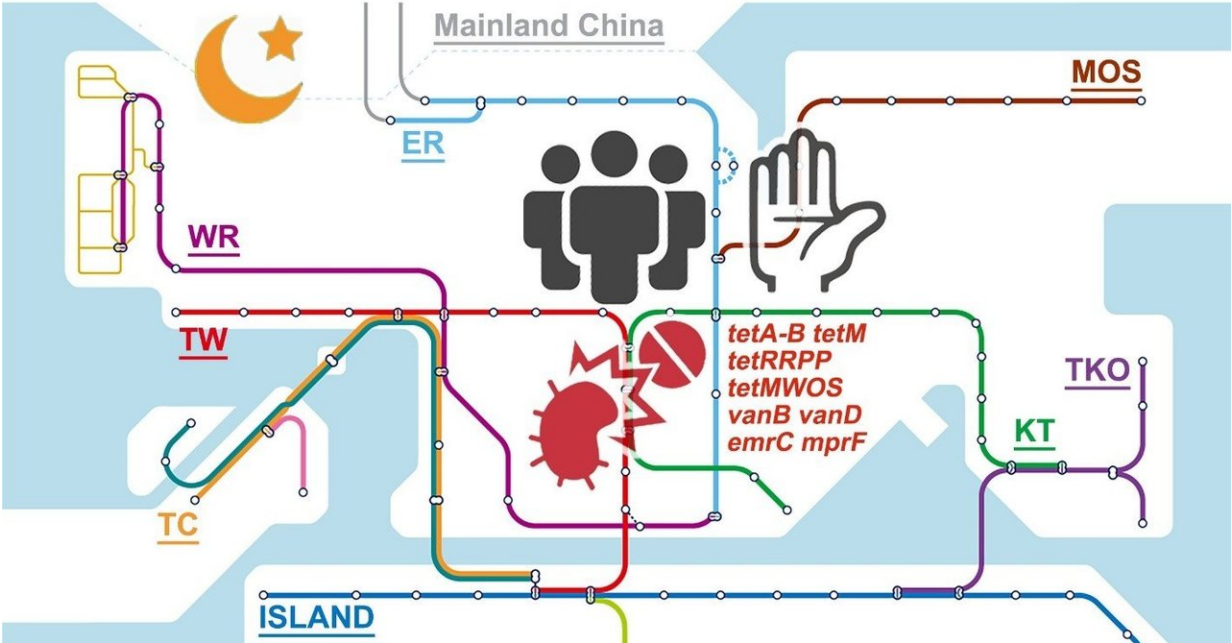 Mainland China
MOS
ER
WR
TW
tetA-B tetM
tetRRPP
tetMWOS
vanB vanD
emrC mprF
TKO
KT
TC
ISLAND